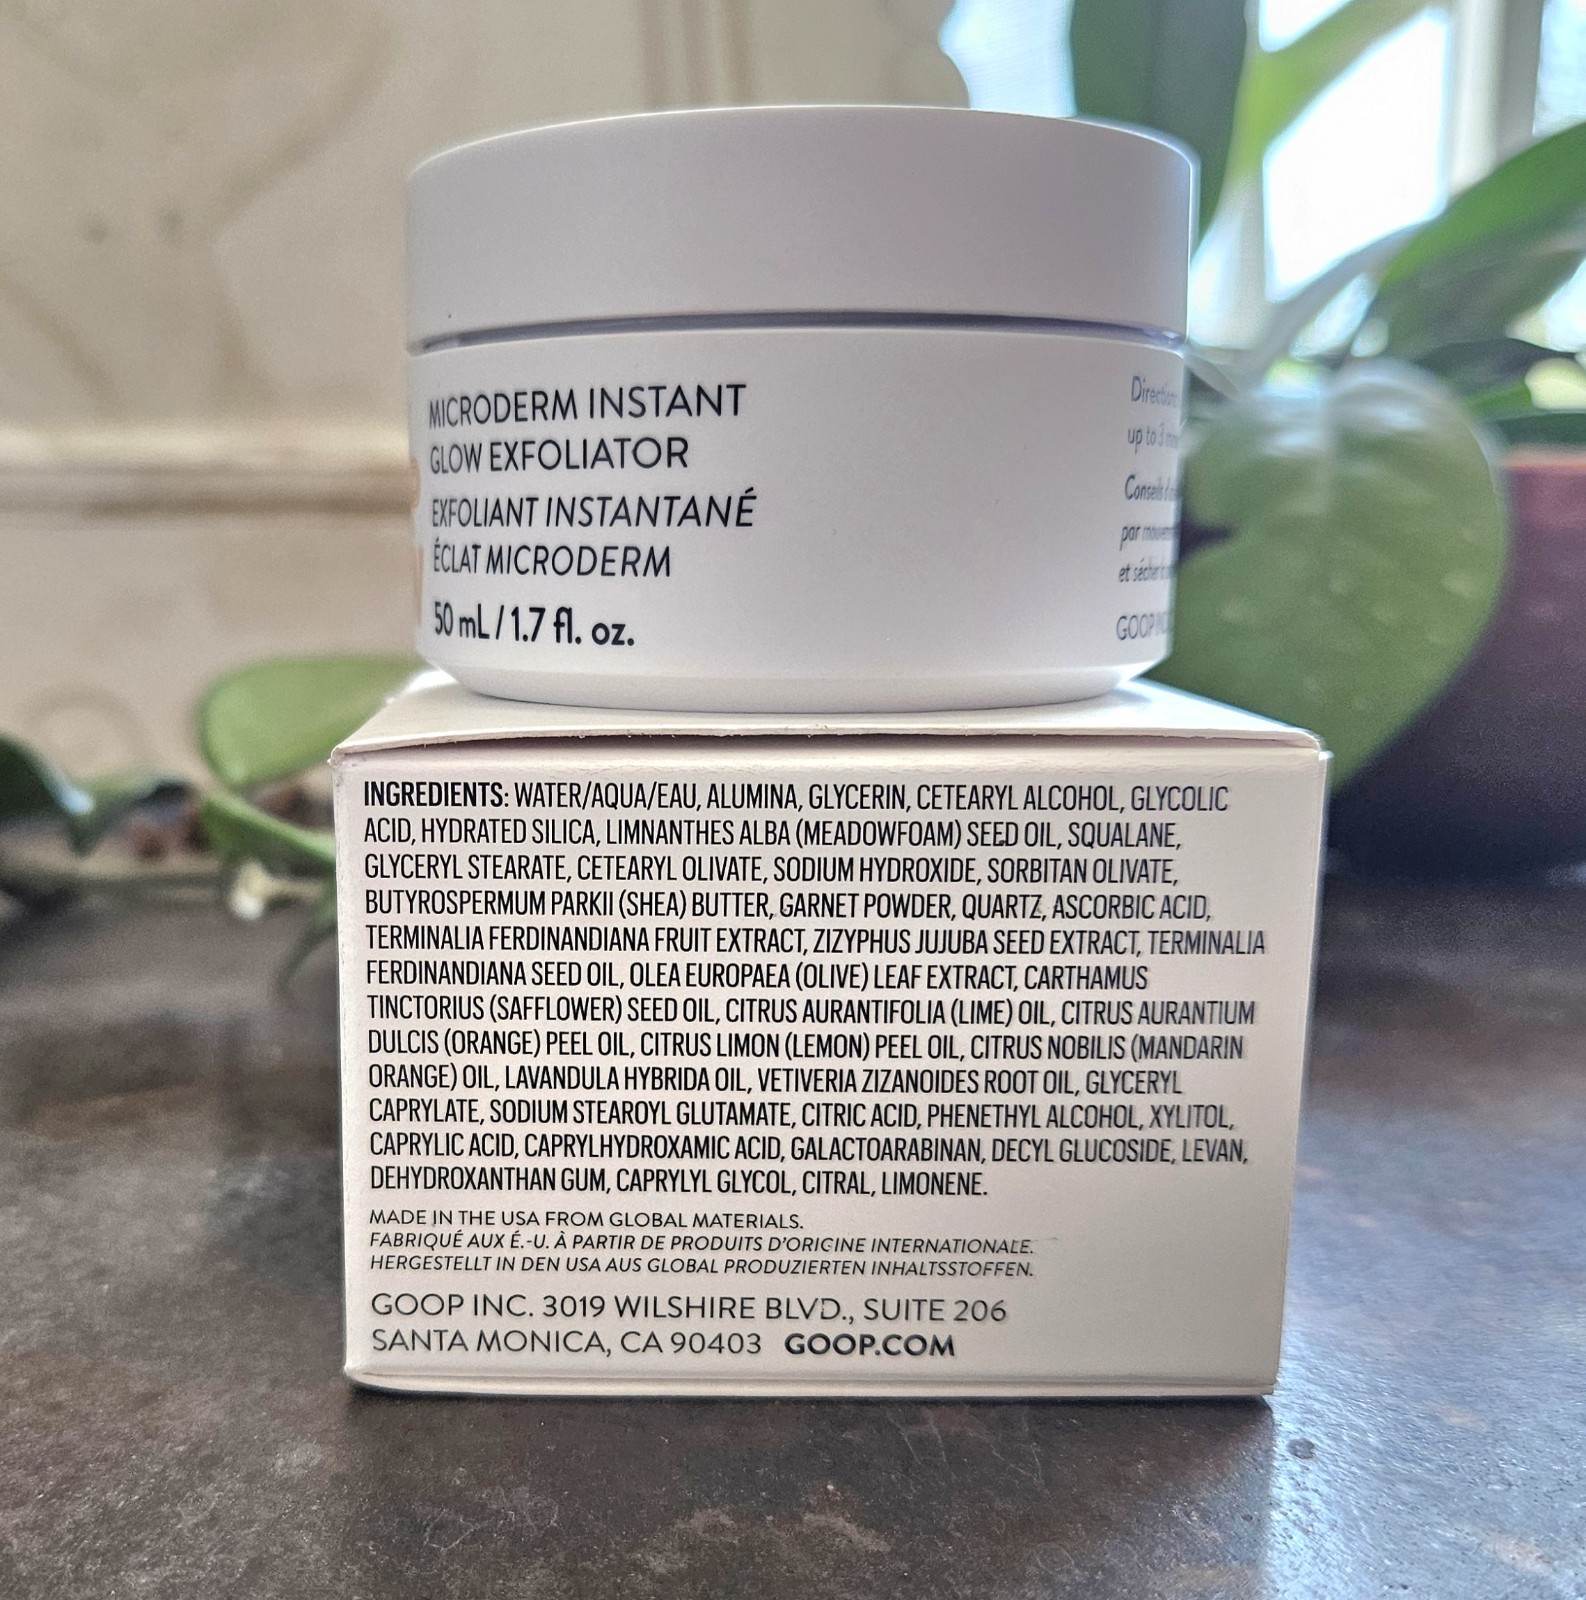 MICRODERM INSTANT
GLOW EXFOLIATOR
EXFOLIANT INSTANTANÉ
ÉCLAT MICRODERM
50 mL / 1.7 fl. oz.
up to 3
par
et sécher
GOOP
INGREDIENTS: WATER/AQUA/EAU, ALUMINA, GLYCERIN, CETEARYL ALCOHOL, GLYCOLIC
ACID, HYDRATED SILICA, LIMNANTHES ALBA (MEADOWFOAM) SEED OIL, SQUALANE,
GLYCERYL STEARATE, CETEARYL OLIVATE, SODIUM HYDROXIDE, SORBITAN OLIVATE,
BUTYROSPERMUM PARKII (SHEA) BUTTER, GARNET POWDER, QUARTZ, ASCORBIC ACID,
TERMINALIA FERDINANDIANA FRUIT EXTRACT, ZIZYPHUS JUJUBA SEED EXTRACT, TERMINALIA
FERDINANDIANA SEED OIL, OLEA EUROPAEA (OLIVE) LEAF EXTRACT, CARTHAMUS
TINCTORIUS (SAFFLOWER) SEED OIL, CITRUS AURANTIFOLIA (LIME) OIL, CITRUS AURANTIUM
DULCIS (ORANGE) PEEL OIL, CITRUS LIMON (LEMON) PEEL OIL, CITRUS NOBILIS (MANDARIN
ORANGE) OIL, LAVANDULA HYBRIDA OIL, VETIVERIA ZIZANOIDES ROOT OIL, GLYCERYL
CAPRYLATE, SODIUM STEAROYL GLUTAMATE, CITRIC ACID, PHENETHYL ALCOHOL, XYLITOL,
CAPRYLIC ACID, CAPRYLHYDROXAMIC ACID, GALACTOARABINAN, DECYL GLUCOSIDE, LEVAN,
DEHYDROXANTHAN GUM, CAPRYLYL GLYCOL, CITRAL, LIMONENE.
MADE IN THE USA FROM GLOBAL MATERIALS.
FABRIQUÉ AUX É.-U. À PARTIR DE PRODUITS D'ORIGINE INTERNATIONALE.
HERGESTELLT IN DEN USA AUS GLOBAL PRODUZIERTEN INHALTSSTOFFEN.
GOOP INC. 3019 WILSHIRE BLVD., SUITE 206
SANTA MONICA, CA 90403 GOOP.COM